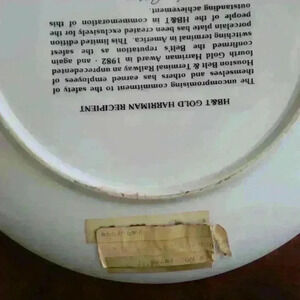 HB&T GOLD HARRIMAN RECIPIENT
The uncompromising commitment to the safety of
themselves and others has earned employees of
Houston Belt & Terminal Railway an unprecedented
fourth Gold Harriman Award in 1982 - and again
confirmed the Belt's reputation as the safest
switching terminal in America. This limited edition
porcelain plate has been created exclusively for the
people of the HB&T in commemoration of this
outstanding achievement.